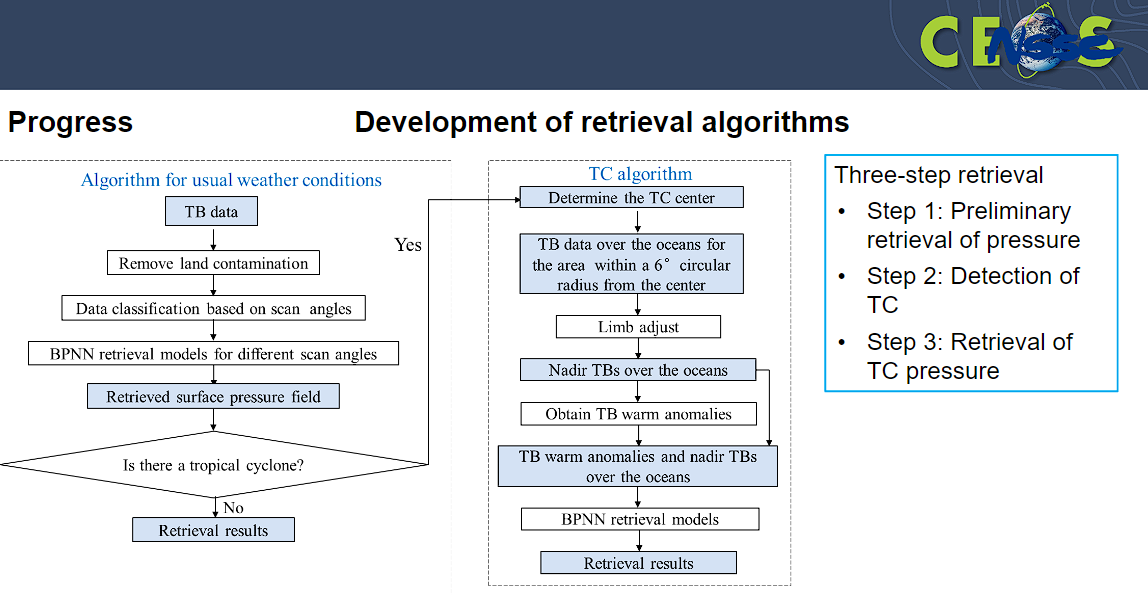 CEOS
NSSC
Progress
Development of retrieval algorithms
Algorithm for usual weather conditions
TB data
Remove land contamination
Data classification based on scan angles
BPNN retrieval models for different scan angles
Retrieved surface pressure field
Is there a tropical cyclone?
Yes
No
Retrieval results
TC algorithm
Determine the TC center
TB data over the oceans for
the area within a 6° circular
radius from the center
Limb adjust
Nadir TBs over the oceans
Obtain TB warm anomalies
TB warm anomalies and nadir TBs
over the oceans
BPNN retrieval models
Retrieval results
Three-step retrieval
• Step 1: Preliminary
retrieval of pressure
• Step 2: Detection of
TC
• Step 3: Retrieval of
TC pressure